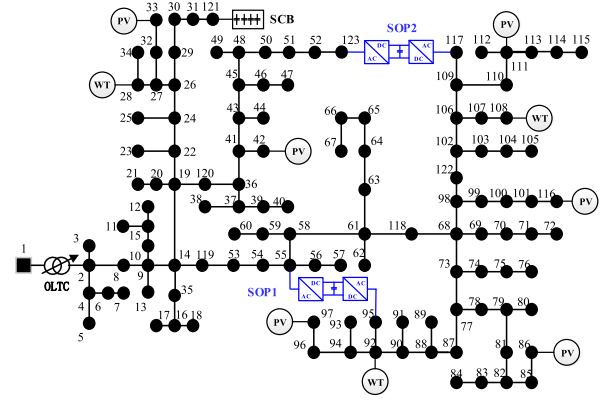 PV 33 30 31 121 SCB PV
34 32 29 49 48 50 51 52 123 SOP2 117 112 113 114 115
DC AC AC DC
WT 28 27 26 45 46 47 109 110 111
25 24 43 44 66 65 106 107 108 WT
23 22 41 42 PV 67 64 102 103 104 105
21 20 19 120 36 63 122
12 38 37 39 40 98 99 100 101 116 PV
11 15 60 59 58 61 118 68 69 70 71 72
1 3 10 14 119 53 54 55 56 57 62
OLTC 2 8 9 73 74 75 76
4 6 7 13 35 SOP1 DC AC AC DC
5 17 16 18 PV 97 93 95 91 89 77 78 79 80
96 94 92 90 88 87 81 86 PV
WT 84 83 82 85